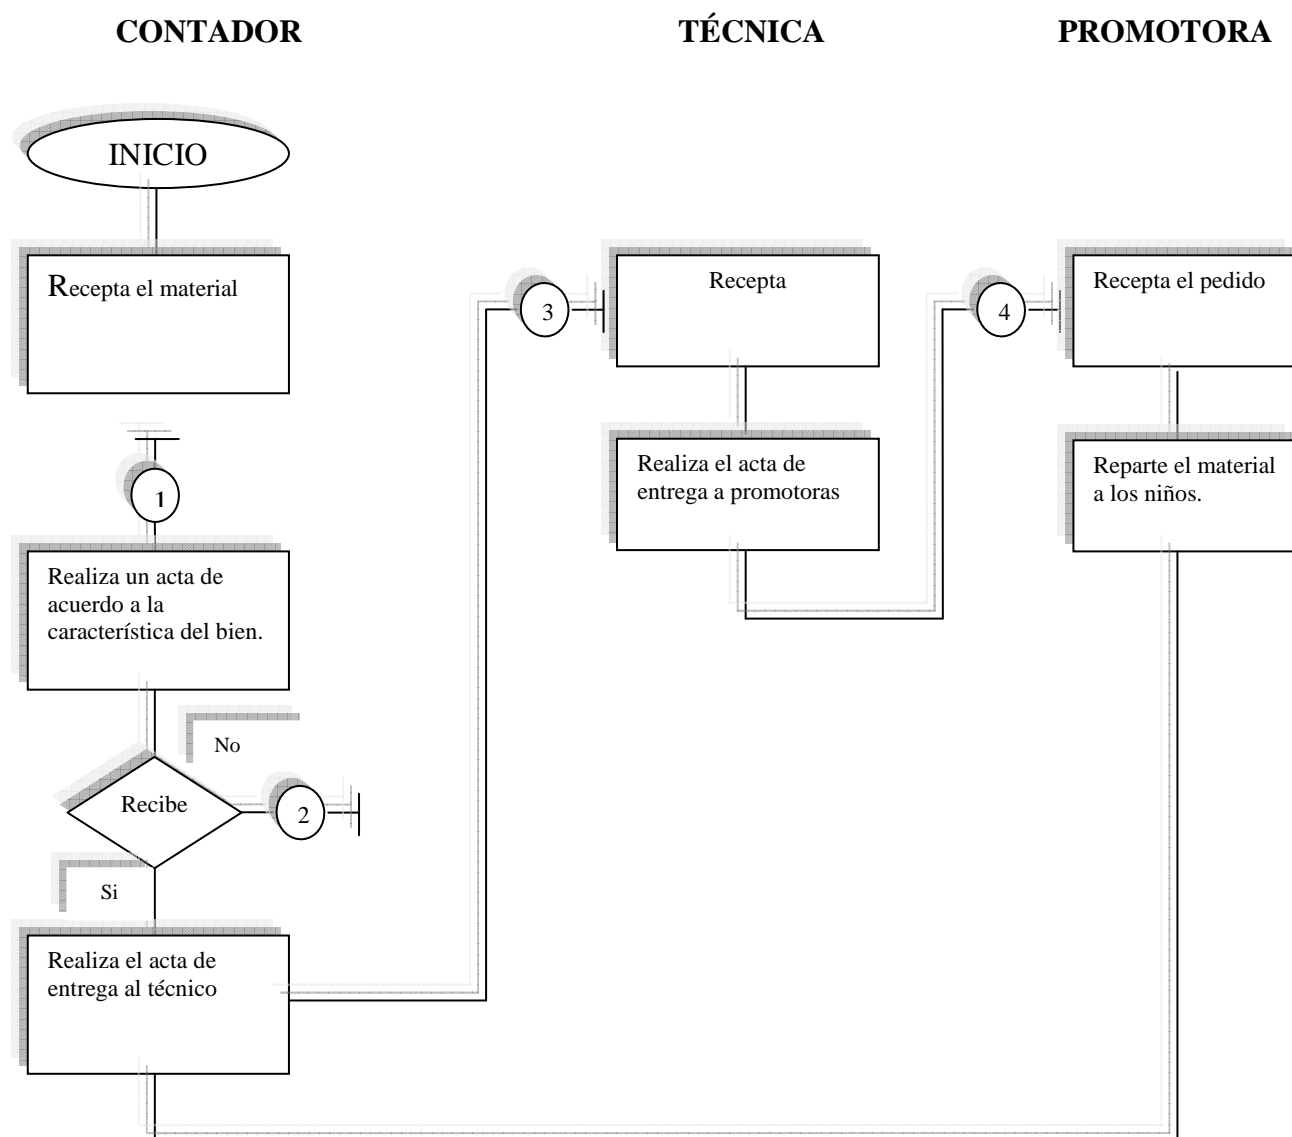 CONTADOR TÉCNICA PROMOTORA
INICIO
Recepta el material
1
Realiza un acta de
acuerdo a la
característica del bien.
No
Recibe
2
Si
Realiza el acta de
entrega al técnico
3
Recepta
Realiza el acta de
entrega a promotoras
4
Recepta el pedido
Reparte el material
a los niños.